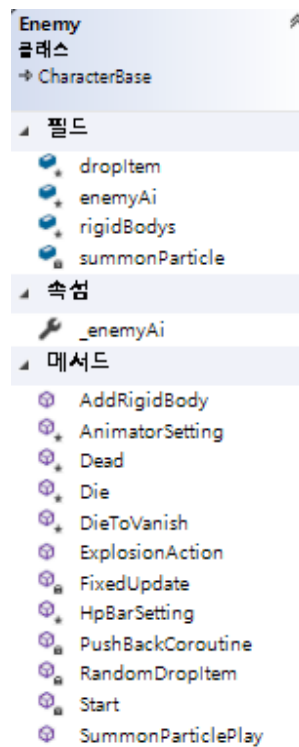 Enemy
클래스
CharacterBase
필드
dropItem
enemyAi
rigidBodys
summonParticle
속성
_enemyAi
메서드
AddRigidBody
AnimatorSetting
Dead
Die
DieToVanish
ExplosionAction
FixedUpdate
HpBarSetting
PushBackCoroutine
RandomDropItem
Start
SummonParticlePlay